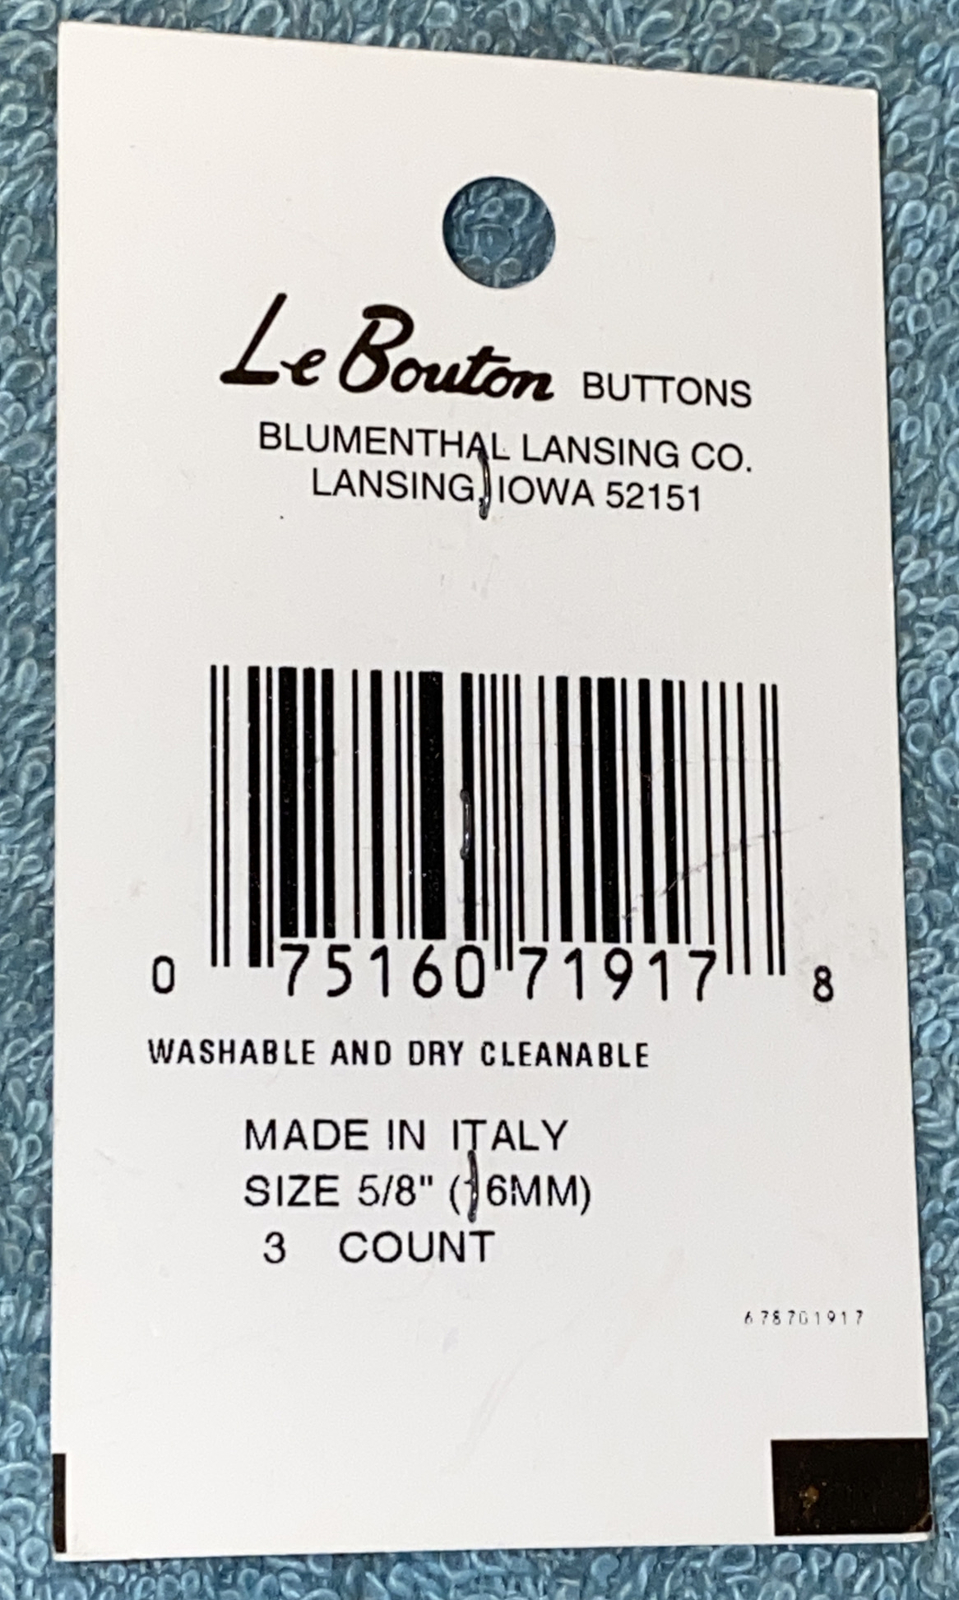 Le Bouton BUTTONS
BLUMENTHAL LANSING CO.
LANSING, IOWA 52151
0 75160 71917 8
WASHABLE AND DRY CLEANABLE
MADE IN ITALY
SIZE 5/8" (16MM)
3 COUNT
678701917